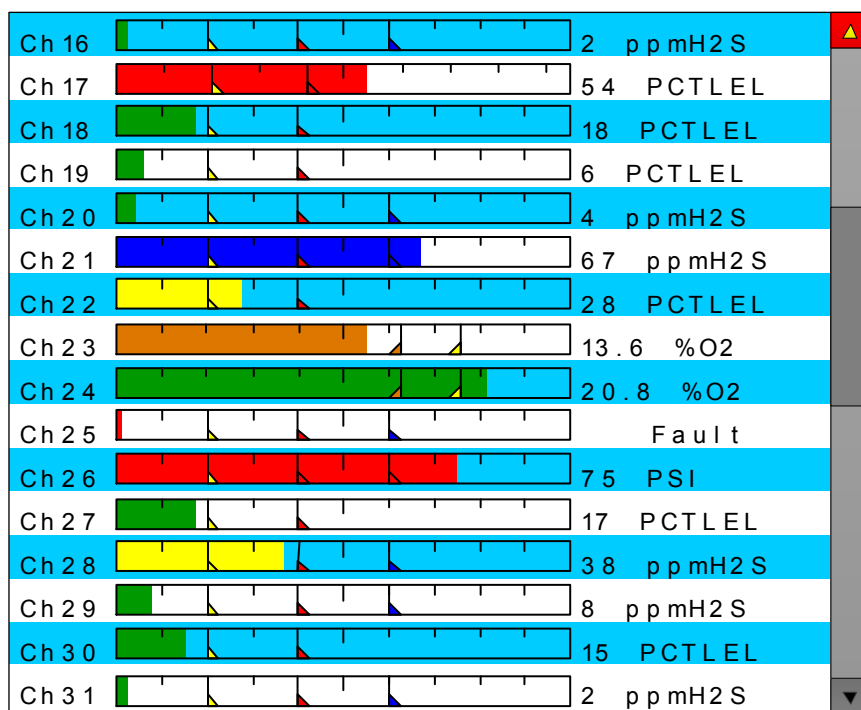 Ch 16 2 ppmH2S
Ch 17 54 PCTLEL
Ch 18 18 PCTLEL
Ch 19 6 PCTLEL
Ch 20 4 ppmH2S
Ch 21 67 ppmH2S
Ch 22 28 PCTLEL
Ch 23 13.6 %O2
Ch 24 20.8 %O2
Ch 25 Fault
Ch 26 75 PSI
Ch 27 17 PCTLEL
Ch 28 38 ppmH2S
Ch 29 8 ppmH2S
Ch 30 15 PCTLEL
Ch 31 2 ppmH2S